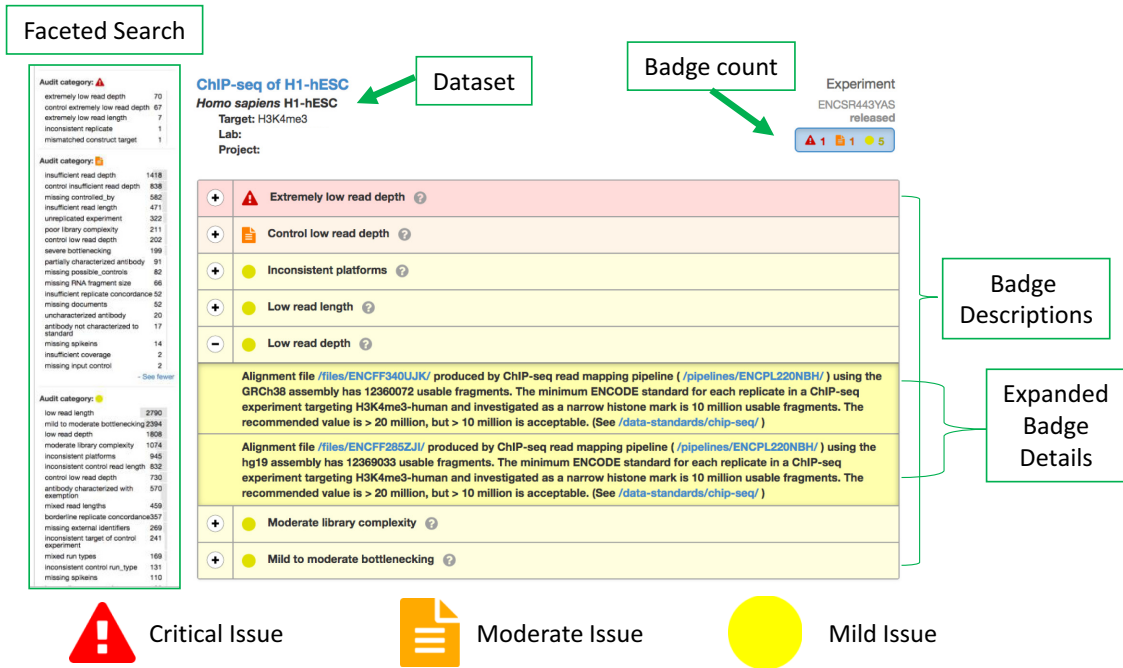 Faceted Search
Audit category:
extremely low read depth 70
control extremely low read depth 67
extremely low read length 7
inconsistent replicate 1
mismatched construct target 1
Audit category:
insufficient read depth 1418
control insufficient read depth 838
missing controlled_by 582
insufficient read length 471
unreplicated experiment 322
poor library complexity 211
control low read depth 202
severe bottlenecking 199
partially characterized antibody 91
missing possible_controls 82
missing RNA fragment size 66
insufficient replicate concordance 52
missing documents 52
uncharacterized antibody 20
antibody not characterized to 17
standard
missing spikeins 14
insufficient coverage 2
missing input control 2
- See fewer
Audit category:
low read length 2790
mild to moderate bottlenecking 2394
low read depth 1808
moderate library complexity 1074
inconsistent platforms 945
inconsistent control read length 832
control low read depth 730
antibody characterized with 570
exemption
mixed read lengths 459
borderline replicate concordance 357
missing external identifiers 269
inconsistent target of control 241
experiment
mixed run types 169
inconsistent control run_type 131
missing spikeins 110
ChIP-seq of H1-hESC
Homo sapiens H1-hESC
Target: H3K4me3
Lab:
Project:
Dataset
Badge count
Experiment
ENCSR443YAS
released
1 1 5
Extremely low read depth ?
Control low read depth ?
Inconsistent platforms ?
Low read length ?
Low read depth ?
Alignment file /files/ENCFF340UJK/ produced by ChIP-seq read mapping pipeline ( /pipelines/ENCPL220NBH/ ) using the
GRCh38 assembly has 12360072 usable fragments. The minimum ENCODE standard for each replicate in a ChIP-seq
experiment targeting H3K4me3-human and investigated as a narrow histone mark is 10 million usable fragments. The
recommended value is > 20 million, but > 10 million is acceptable. (See /data-standards/chip-seq/ )
Alignment file /files/ENCFF285ZJI/ produced by ChIP-seq read mapping pipeline ( /pipelines/ENCPL220NBH/ ) using the
hg19 assembly has 12369033 usable fragments. The minimum ENCODE standard for each replicate in a ChIP-seq
experiment targeting H3K4me3-human and investigated as a narrow histone mark is 10 million usable fragments. The
recommended value is > 20 million, but > 10 million is acceptable. (See /data-standards/chip-seq/ )
Moderate library complexity ?
Mild to moderate bottlenecking ?
Badge
Descriptions
Expanded
Badge
Details
Critical Issue
Moderate Issue
Mild Issue